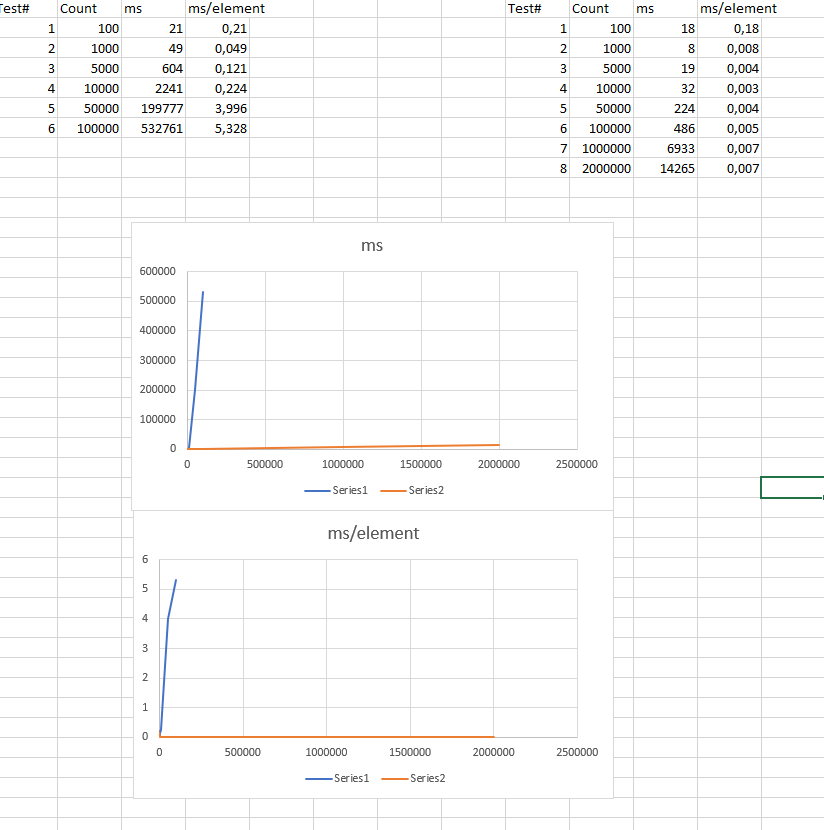 Test# Count ms ms/element Test# Count ms ms/element
1 100 21 0,21 1 100 18 0,18
2 1000 49 0,049 2 1000 8 0,008
3 5000 604 0,121 3 5000 19 0,004
4 10000 2241 0,224 4 10000 32 0,003
5 50000 199777 3,996 5 50000 224 0,004
6 100000 532761 5,328 6 100000 486 0,005
7 1000000 6933 0,007
8 2000000 14265 0,007
ms
600000
500000
400000
300000
200000
100000
0
0 500000 1000000 1500000 2000000 2500000
Series1 Series2
ms/element
6
5
4
3
2
1
0
0 500000 1000000 1500000 2000000 2500000
Series1 Series2